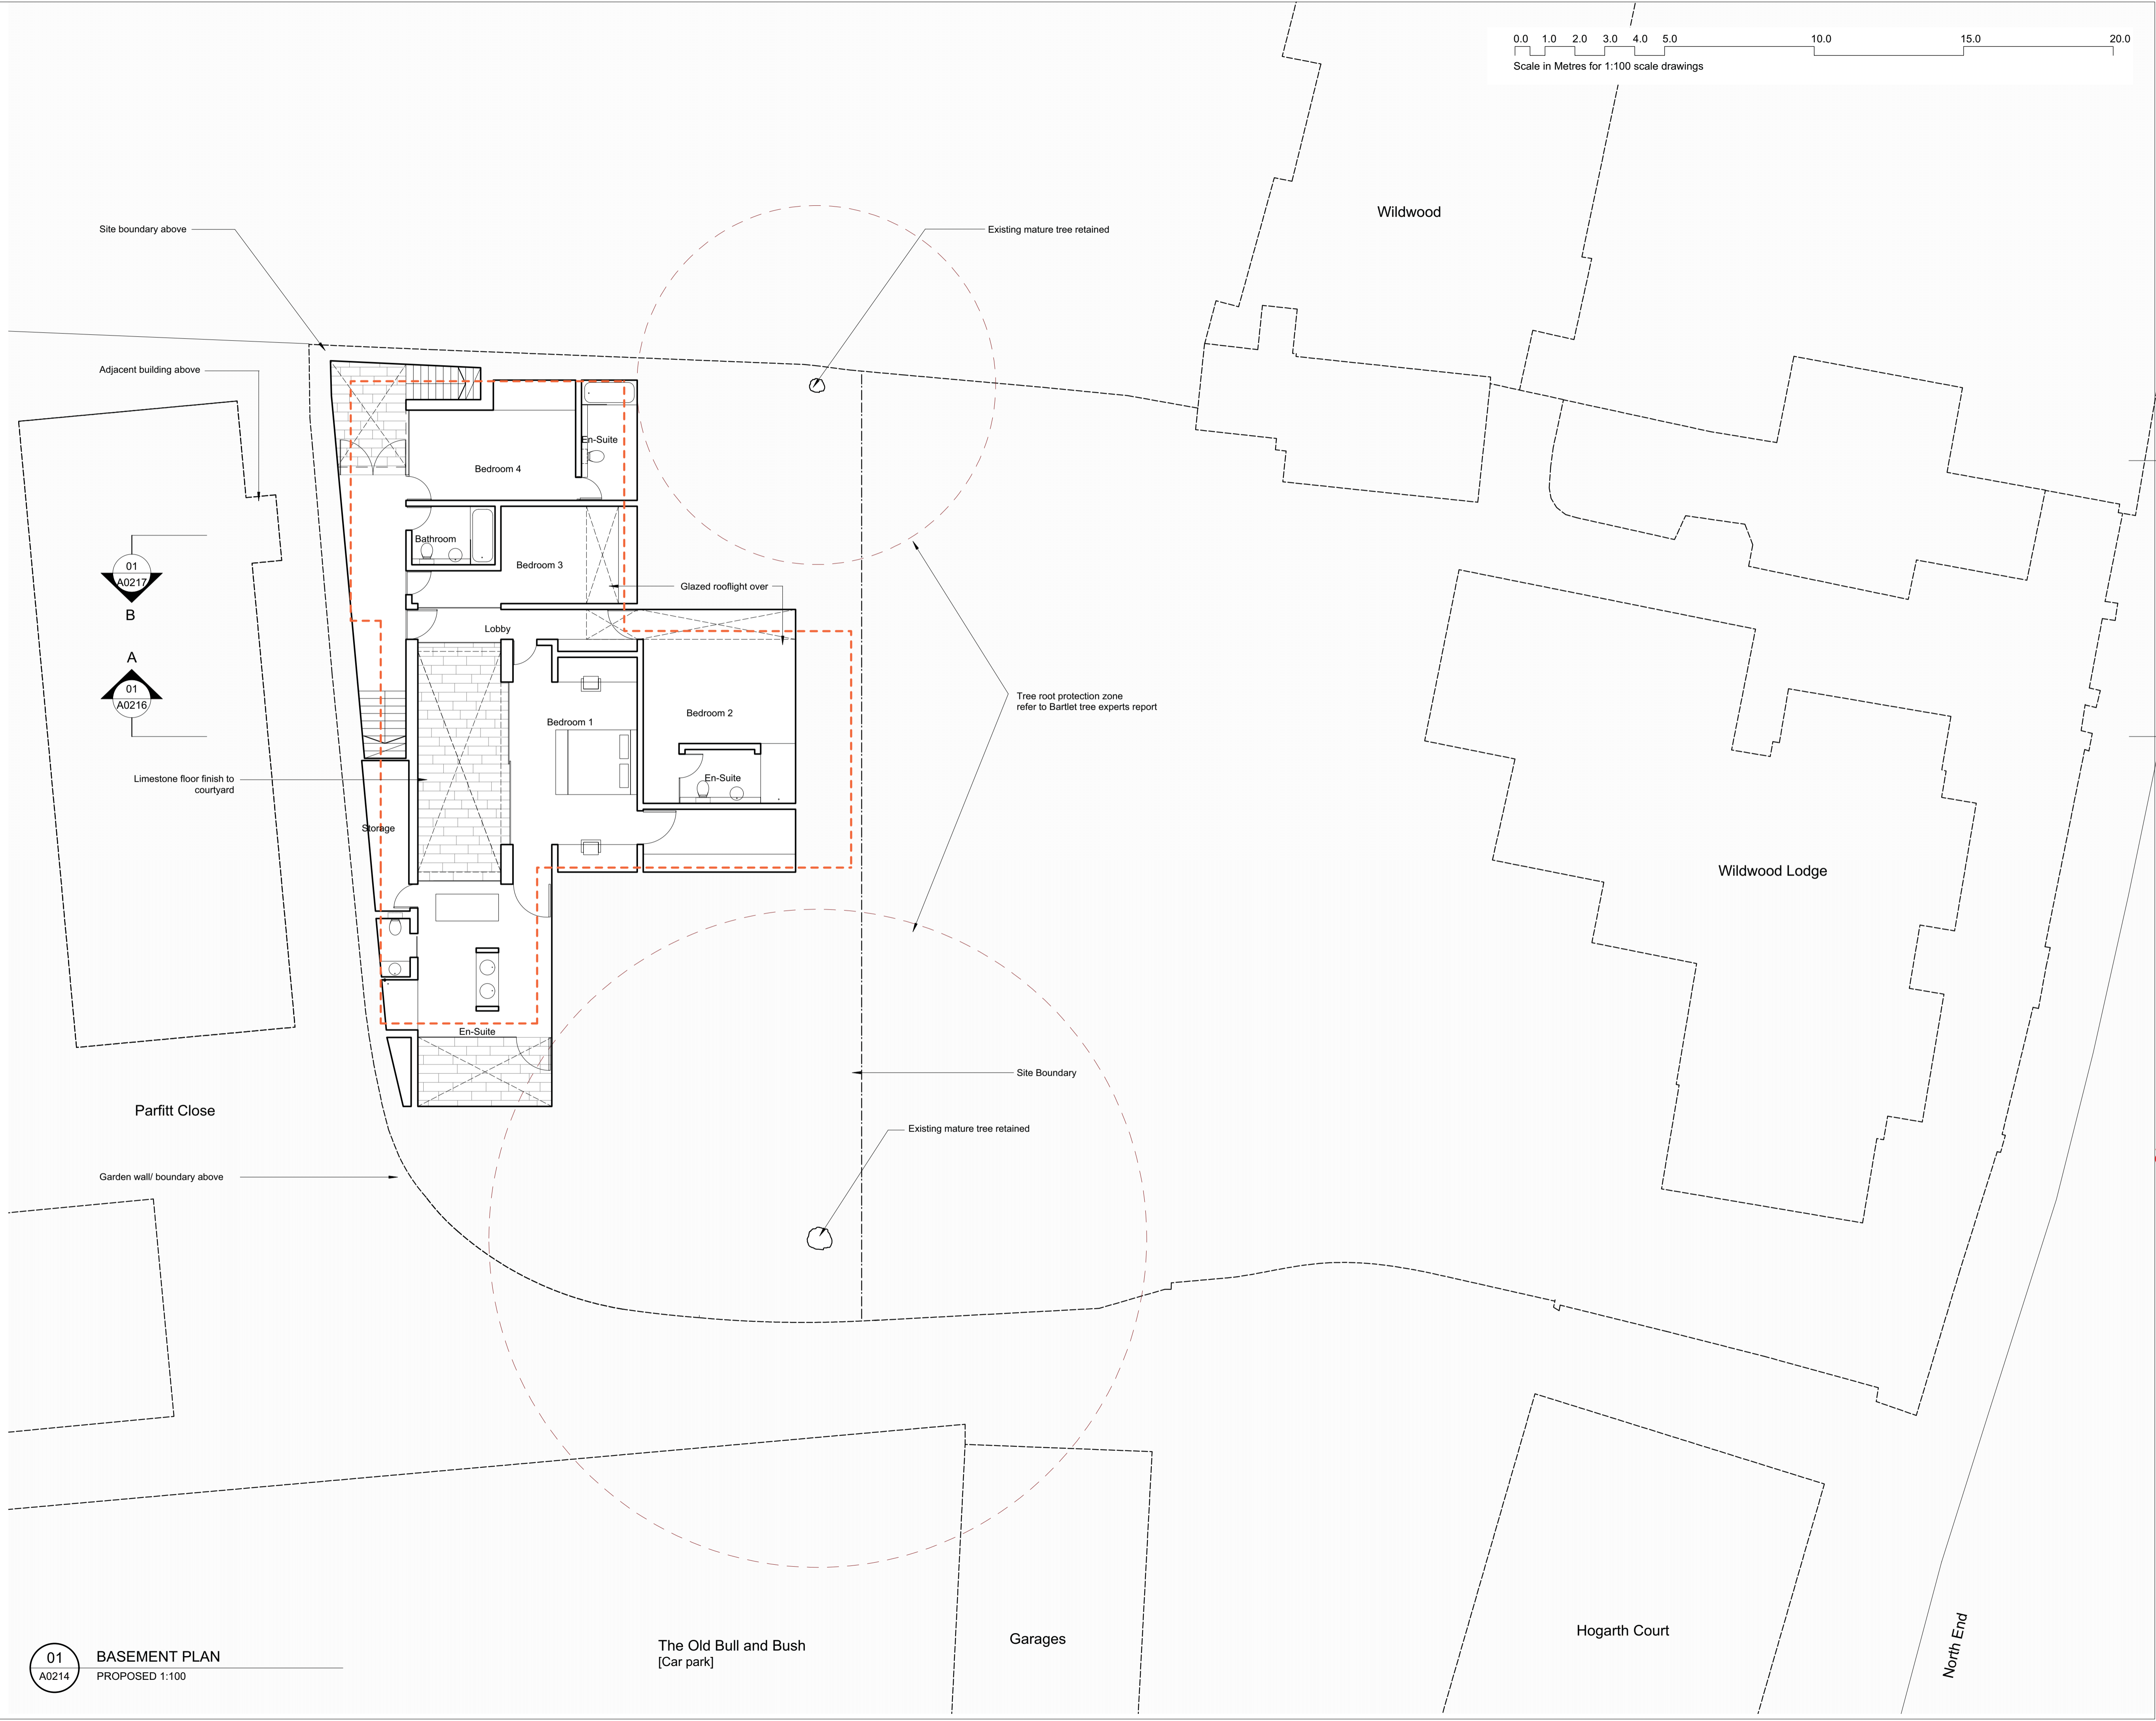 0.0 1.0 2.0 3.0 4.0 5.0 10.0 15.0 20.0
Scale in Metres for 1:100 scale drawings
Wildwood
Site boundary above
Existing mature tree retained
Adjacent building above
En-Suite
Bedroom 4
Bathroom
Bedroom 3
01
A0217
B
Glazed rooflight over
Lobby
A
01
A0216
Tree root protection zone
refer to Bartlet tree experts report
Bedroom 2
Bedroom 1
Limestone floor finish to
courtyard
En-Suite
Storage
Wildwood Lodge
En-Suite
Site Boundary
Parfitt Close
Existing mature tree retained
Garden wall/ boundary above
01
A0214
BASEMENT PLAN
PROPOSED 1:100
The Old Bull and Bush
[Car park]
Garages
Hogarth Court
North End